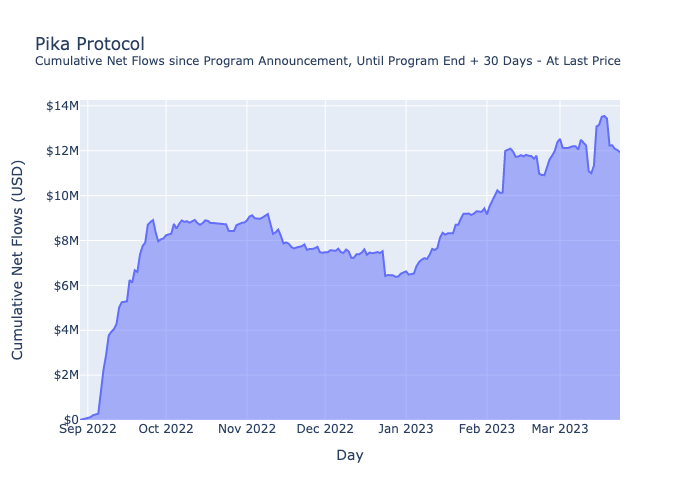 Pika Protocol
Cumulative Net Flows since Program Announcement, Until Program End + 30 Days - At Last Price
$14M
$12M
$10M
$8M
$6M
$4M
$2M
$0
Cumulative Net Flows (USD)
Sep 2022 Oct 2022 Nov 2022 Dec 2022 Jan 2023 Feb 2023 Mar 2023
Day